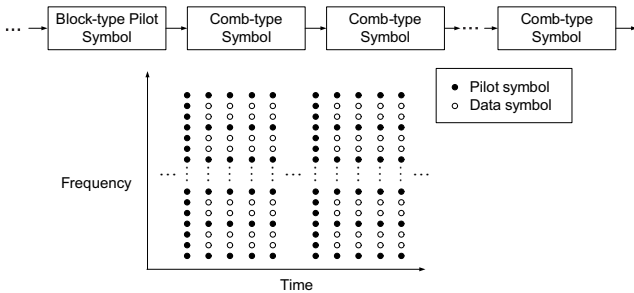 Block-type Pilot
Symbol
Comb-type
Symbol
Comb-type
Symbol
Comb-type
Symbol
Pilot symbol
Data symbol
Frequency
Time